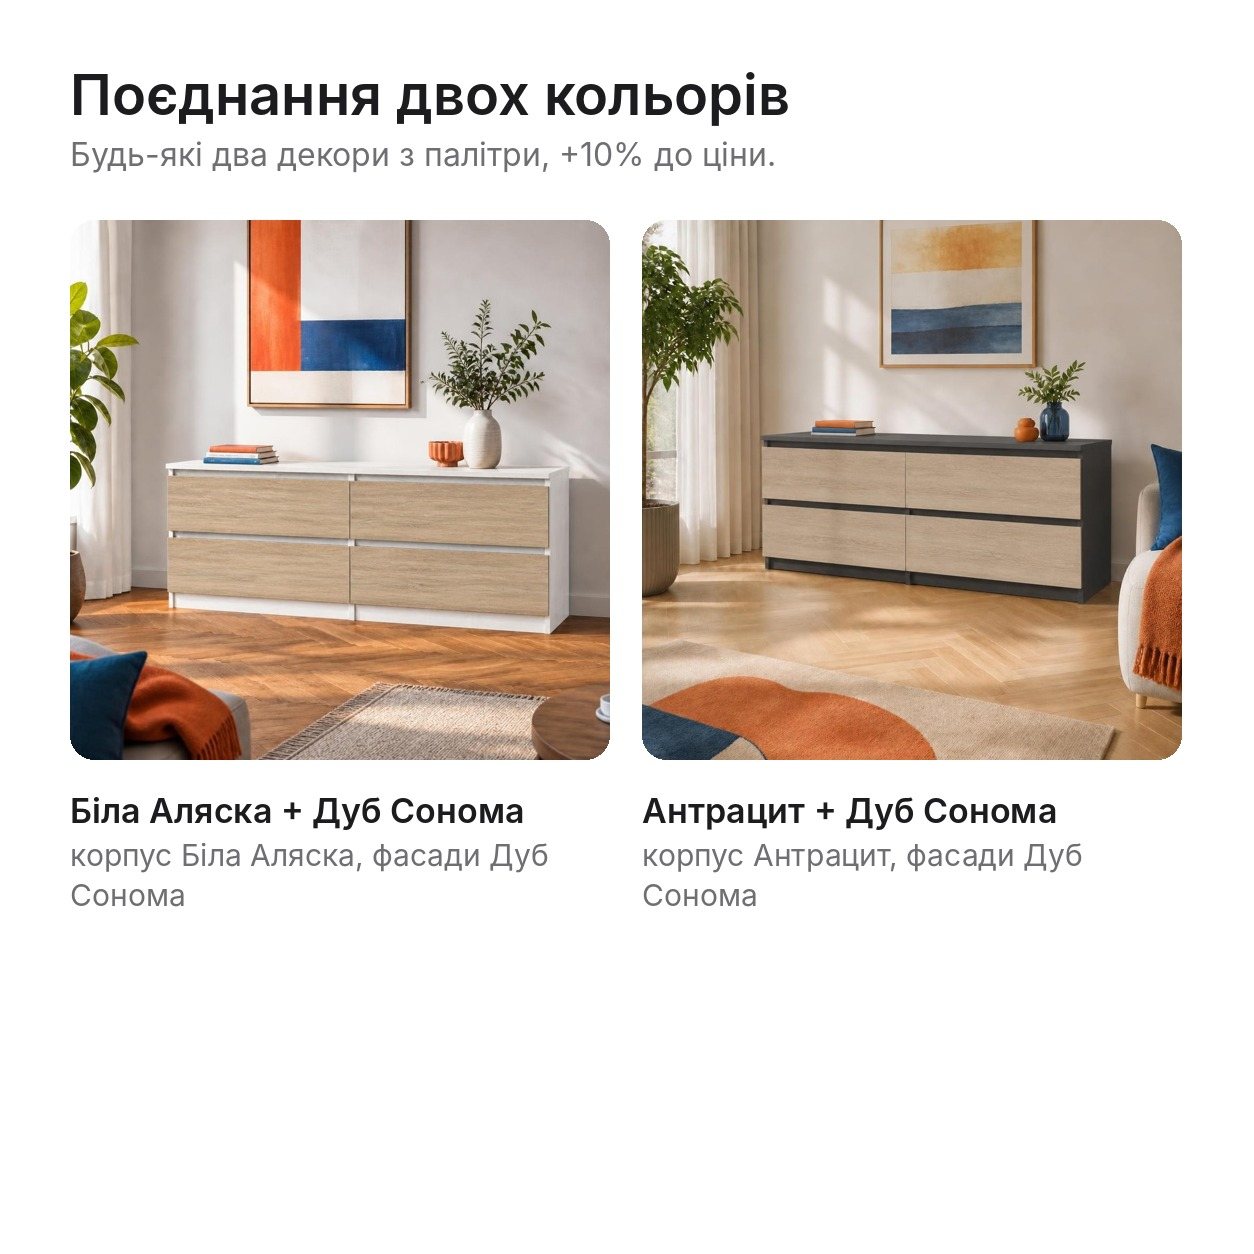 Поєднання двох кольорів
Будь-які два декори з палітри, +10% до ціни.
Біла Аляска + Дуб Сонома
корпус Біла Аляска, фасади Дуб
Сонома
Антрацит + Дуб Сонома
корпус Антрацит, фасади Дуб
Сонома